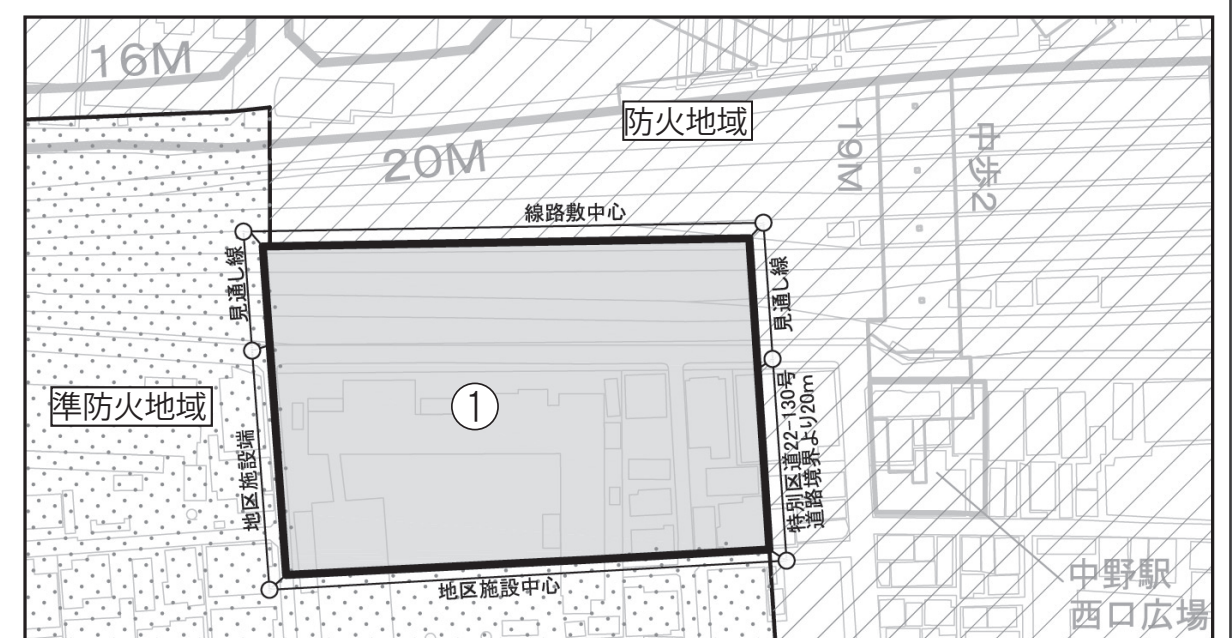 16M
防火地域
20M
19M
中歩2
線路敷中心
見通し線
見通し線
準防火地域
①
地区施設端
特別区道22-130号
道路境界より20m
地区施設中心
中野駅
西口広場